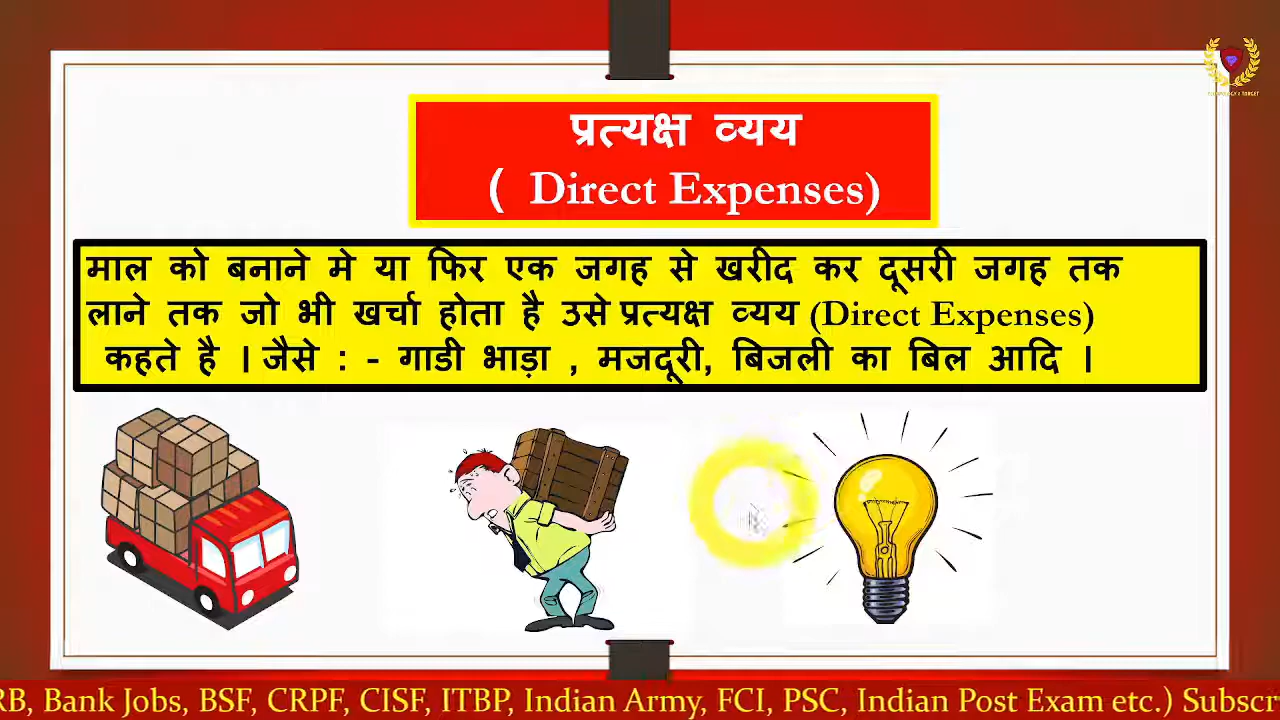 प्रत्यक्ष व्यय
( Direct Expenses)
माल को बनाने मे या फिर एक जगह से खरीद कर दूसरी जगह तक
लाने तक जो भी खर्चा होता है उसे प्रत्यक्ष व्यय (Direct Expenses)
कहते है । जैसे : - गाडी भाड़ा , मजदूरी, बिजली का बिल आदि ।
RB, Bank Jobs, BSF, CRPF, CISF, ITBP, Indian Army, FCI, PSC, Indian Post Exam etc.) Subscr